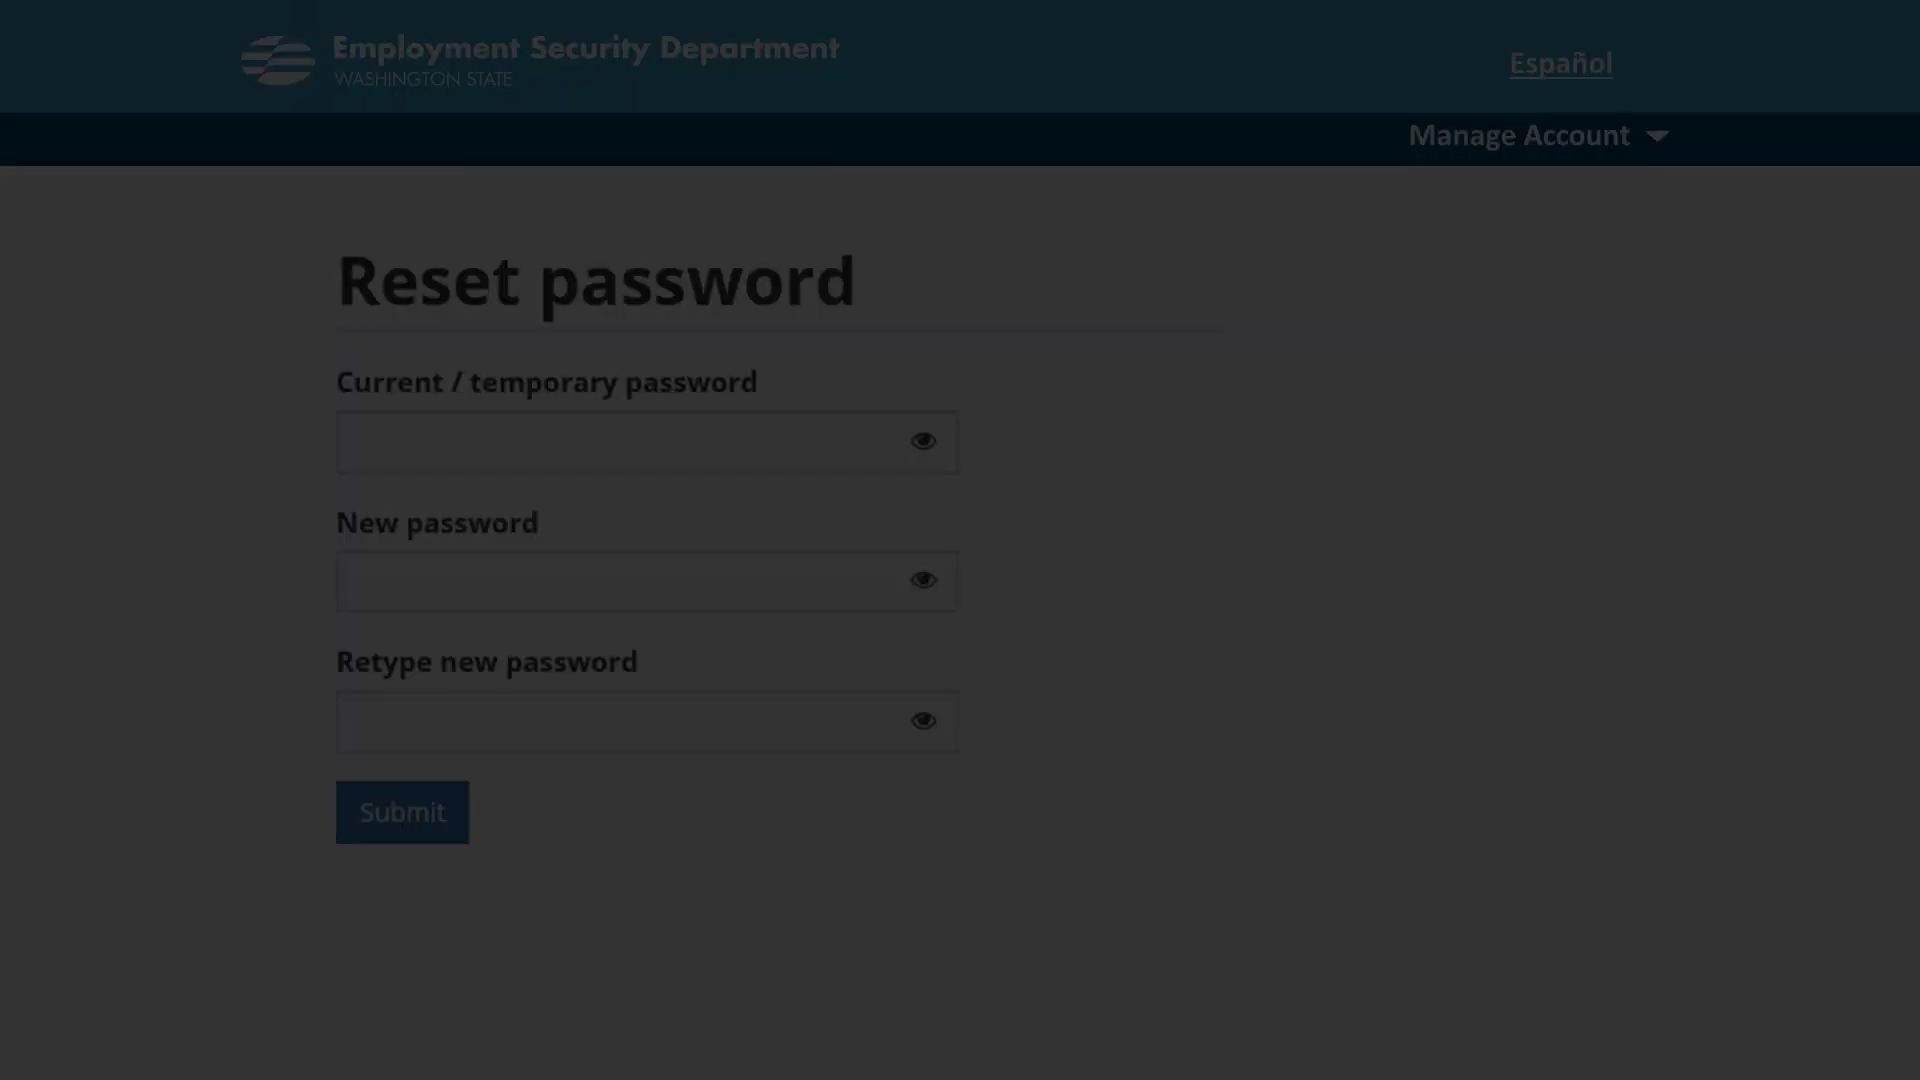 Employment Security Department
WASHINGTON STATE
Español
Manage Account
Reset password
Current / temporary password
New password
Retype new password
Submit